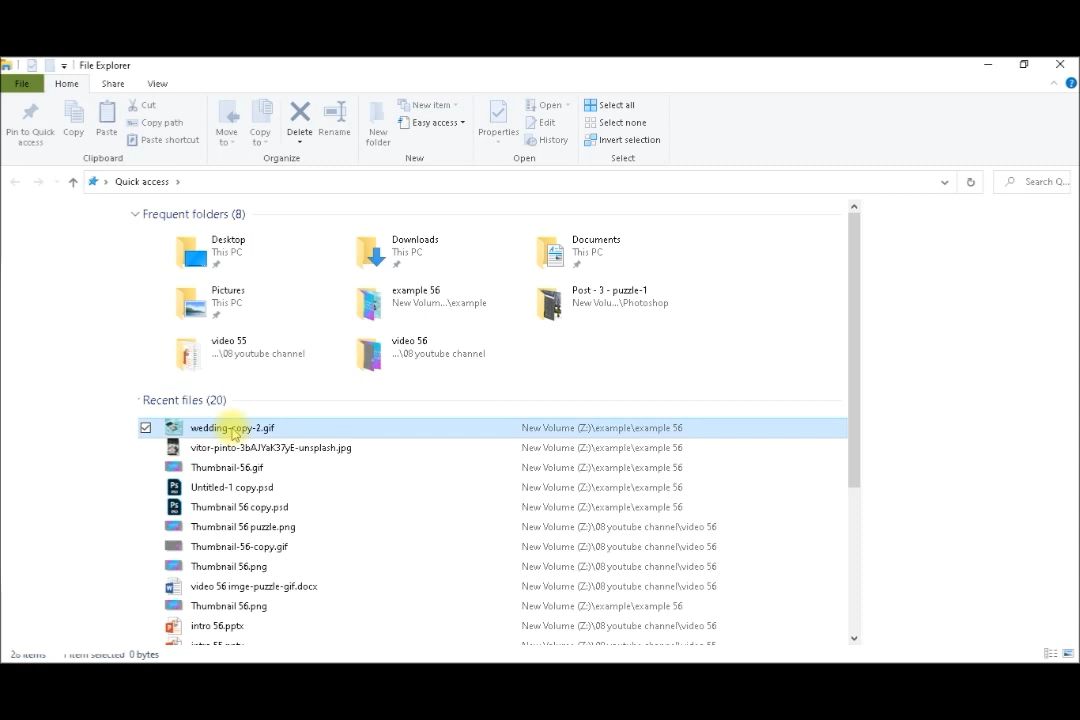 File Explorer
File Home Share View
Pin to Quick access
Copy
Paste
Cut
Copy path
Paste shortcut
Clipboard
Move to
Copy to
Delete
Rename
Organize
New folder
New item
Easy access
New
Properties
Open
Edit
History
Open
Select all
Select none
Invert selection
Select
Quick access
Search Q...
Frequent folders (8)
Desktop
This PC
Downloads
This PC
Documents
This PC
Pictures
This PC
example 56
New Volum...\example
Post - 3 - puzzle-1
New Volu...\Photoshop
video 55
...\08 youtube channel
video 56
...\08 youtube channel
Recent files (20)
wedding-copy-2.gif New Volume (Z:)\example\example 56
vitor-pinto-3bAJYaK37yE-unsplash.jpg New Volume (Z:)\example\example 56
Thumbnail-56.gif New Volume (Z:)\example\example 56
Untitled-1 copy.psd New Volume (Z:)\example\example 56
Thumbnail 56 copy.psd New Volume (Z:)\example\example 56
Thumbnail 56 puzzle.png New Volume (Z:)\08 youtube channel\video 56
Thumbnail-56-copy.gif New Volume (Z:)\08 youtube channel\video 56
Thumbnail 56.png New Volume (Z:)\08 youtube channel\video 56
video 56 imge-puzzle-gif.docx New Volume (Z:)\08 youtube channel\video 56
Thumbnail 56.png New Volume (Z:)\example\example 56
intro 56.pptx New Volume (Z:)\08 youtube channel\video 56
28 items 1 item selected 0 bytes